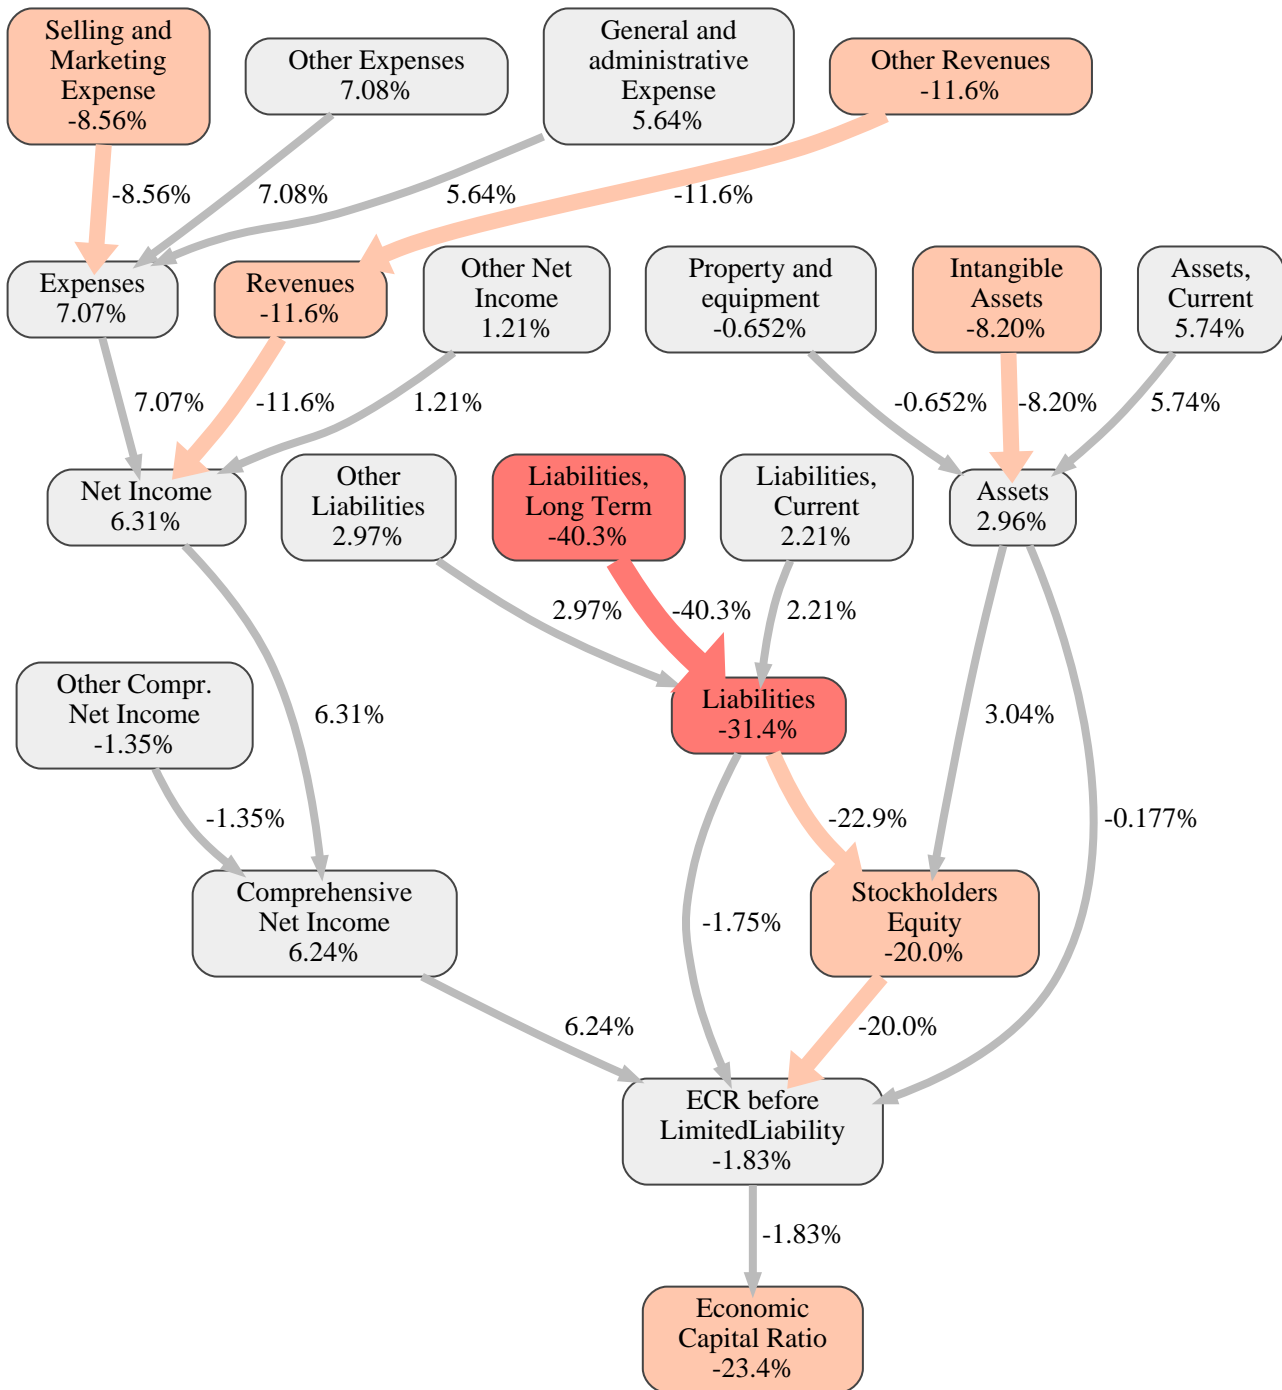 Selling and
Marketing
Expense
-8.56%
Other Expenses
7.08%
General and
administrative
Expense
5.64%
Other Revenues
-11.6%
-8.56%
7.08%
5.64%
-11.6%
Expenses
7.07%
Revenues
-11.6%
Other Net
Income
1.21%
Property and
equipment
-0.652%
Intangible
Assets
-8.20%
Assets,
Current
5.74%
7.07%
-11.6%
1.21%
-0.652%
-8.20%
5.74%
Net Income
6.31%
Other
Liabilities
2.97%
Liabilities,
Long Term
-40.3%
Liabilities,
Current
2.21%
Assets
2.96%
2.97%
-40.3%
2.21%
Other Compr.
Net Income
-1.35%
6.31%
Liabilities
-31.4%
3.04%
-1.35%
-22.9%
-0.177%
Comprehensive
Net Income
6.24%
-1.75%
Stockholders
Equity
-20.0%
6.24%
-20.0%
ECR before
LimitedLiability
-1.83%
-1.83%
Economic
Capital Ratio
-23.4%